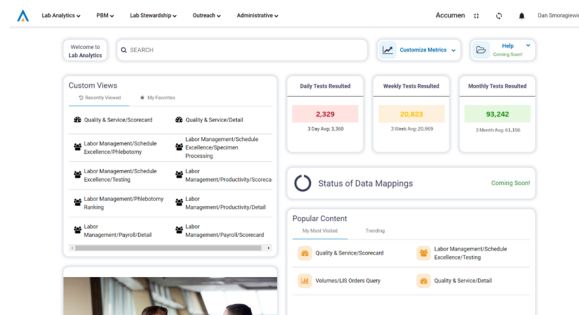 Lab Analytics
PBM
Lab Stewardship
Outreach
Administrative
Accumen
Dan Smoragiewicz
Welcome to
Lab Analytics
SEARCH
Customize Metrics
Help
Coming Soon!
Custom Views
Recently Viewed
My Favorites
Quality & Service/Scorecard
Quality & Service/Detail
Labor Management/Schedule
Excellence/Phlebotomy
Labor Management/Schedule
Excellence/Specimen
Processing
Labor Management/Schedule
Excellence/Testing
Labor
Management/Productivity/Scoreca
Labor Management/Phlebotomy
Ranking
Labor
Management/Productivity/Detail
Labor
Management/Payroll/Detail
Labor
Management/Payroll/Scorecard
Daily Tests Resulted
2,329
3 Day Avg: 3,300
Weekly Tests Resulted
20,823
3 Week Avg: 20,969
Monthly Tests Resulted
93,242
3 Month Avg: 61,106
Status of Data Mappings
Coming Soon!
Popular Content
My Most Visited
Trending
Quality & Service/Scorecard
Labor Management/Schedule
Excellence/Testing
Volumes/LIS Orders Query
Quality & Service/Detail